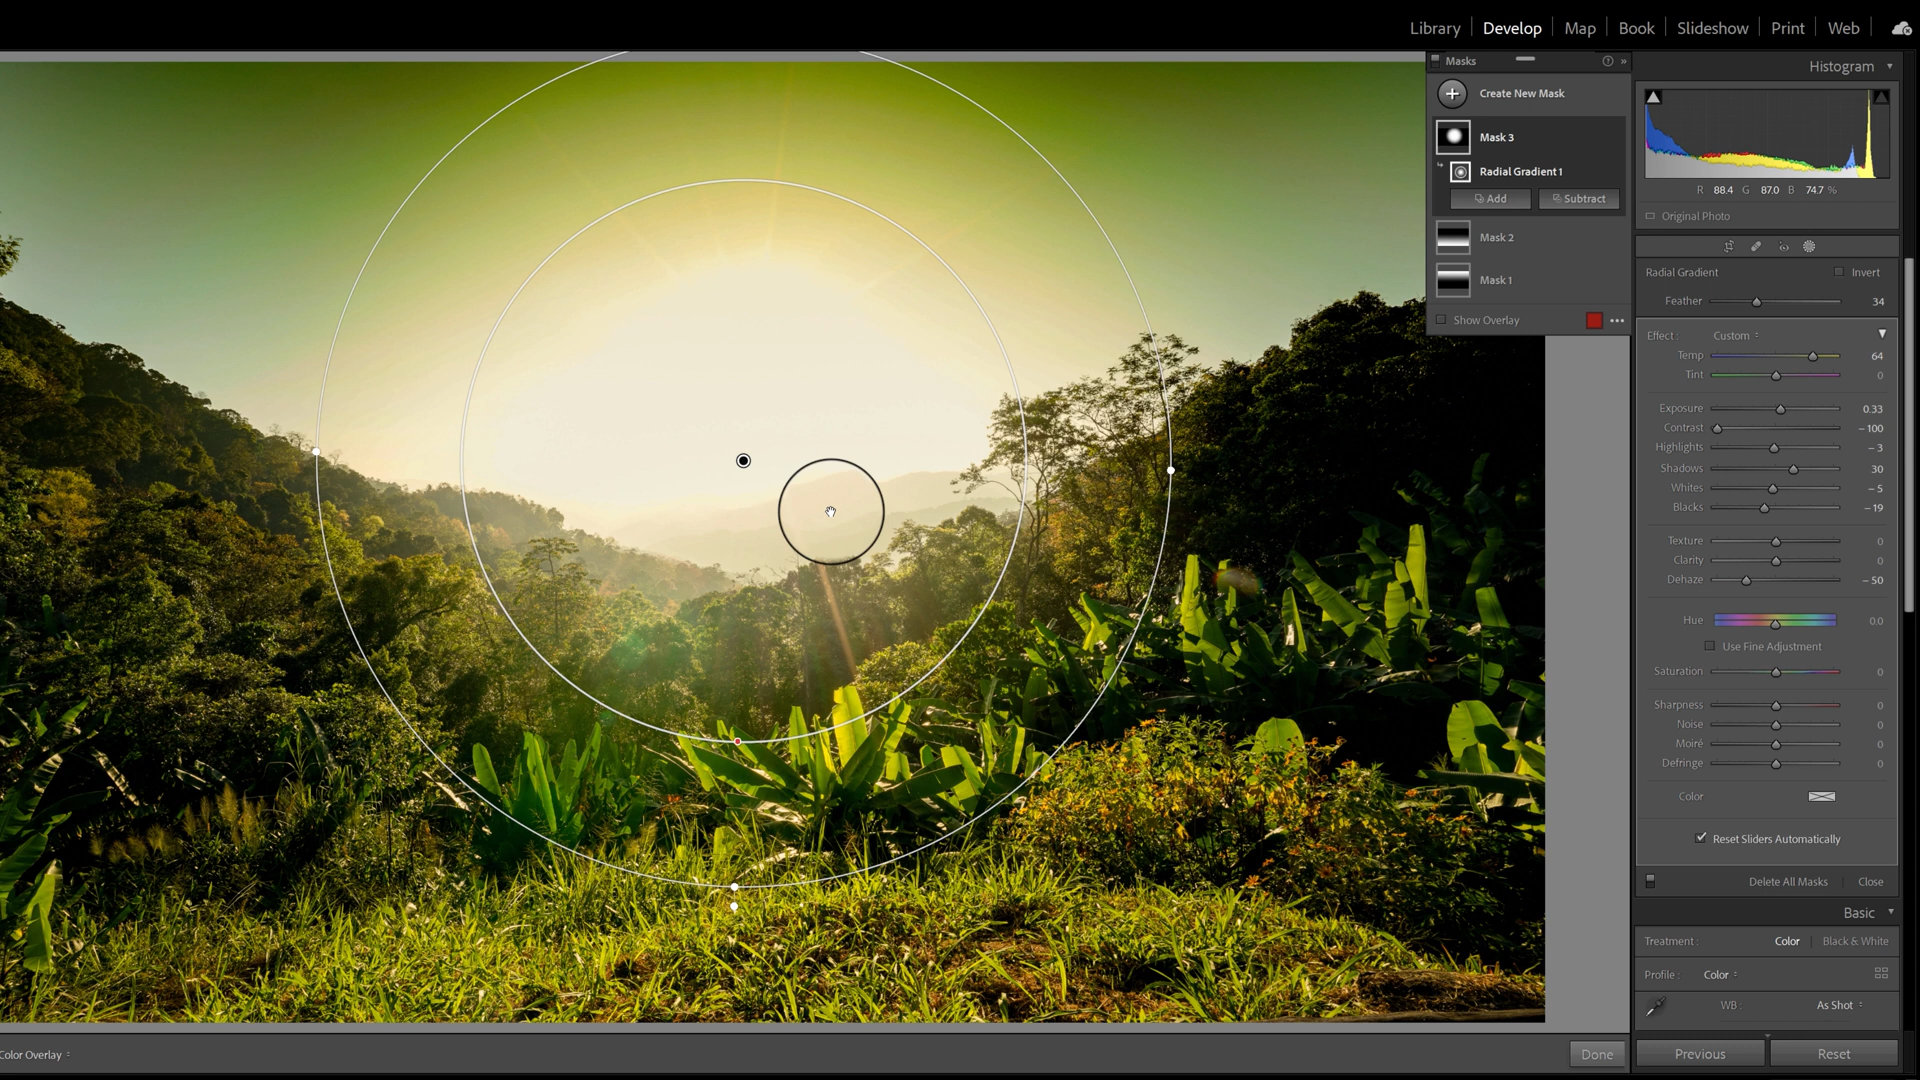 Library Develop Map Book Slideshow Print Web
Masks
Create New Mask
Mask 3
Radial Gradient 1
Add Subtract
Mask 2
Mask 1
Show Overlay
Histogram
R 88.4 G 87.0 B 74.7 %
Original Photo
Radial Gradient Invert
Feather 34
Effect : Custom
Temp 64
Tint 0
Exposure 0.33
Contrast – 100
Highlights – 3
Shadows 30
Whites – 5
Blacks – 19
Texture 0
Clarity 0
Dehaze – 50
Hue 0.0
Use Fine Adjustment
Saturation 0
Sharpness 0
Noise 0
Moiré 0
Defringe 0
Color
Reset Sliders Automatically
Delete All Masks Close
Basic
Treatment : Color Black & White
Profile : Color
WB : As Shot
Color Overlay Done Previous Reset